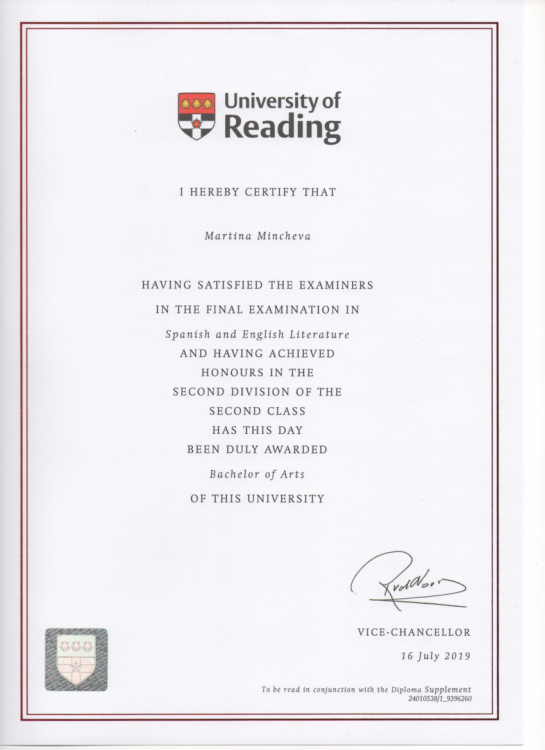 University of
Reading
I HEREBY CERTIFY THAT
Martina Mincheva
HAVING SATISFIED THE EXAMINERS
IN THE FINAL EXAMINATION IN
Spanish and English Literature
AND HAVING ACHIEVED
HONOURS IN THE
SECOND DIVISION OF THE
SECOND CLASS
HAS THIS DAY
BEEN DULY AWARDED
Bachelor of Arts
OF THIS UNIVERSITY
VICE-CHANCELLOR
16 July 2019
To be read in conjunction with the Diploma Supplement
24010538/1_9396260